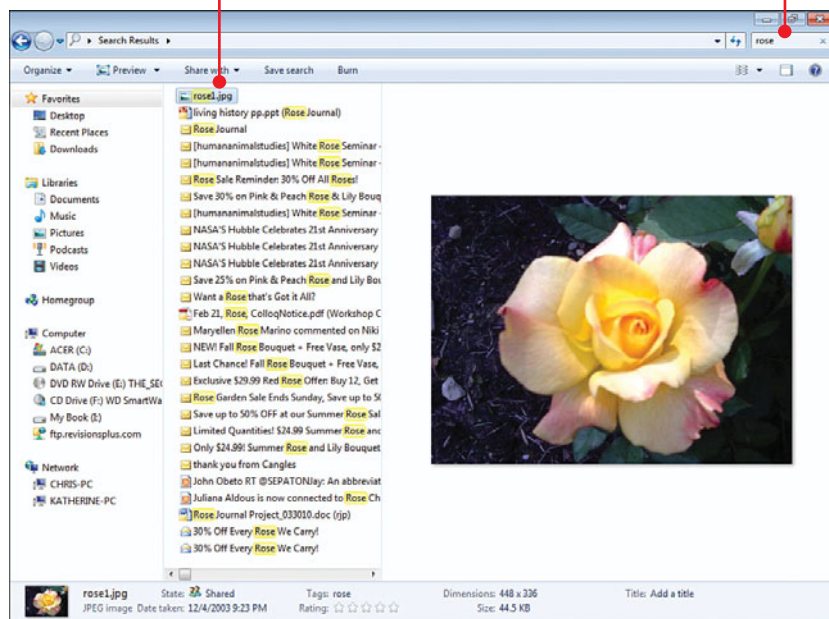 Search Results
rose
Organize
Preview
Share with
Save search
Burn
Favorites
Desktop
Recent Places
Downloads
Libraries
Documents
Music
Pictures
Podcasts
Videos
Homegroup
Computer
ACER (C:)
DATA (D:)
DVD RW Drive (E:) THE_SE
CD Drive (F:) WD SmartWa
My Book (I:)
ftp.revisionsplus.com
Network
CHRIS-PC
KATHERINE-PC
rose1.jpg
living history pp.ppt (Rose Journal)
Rose Journal
[humananimalstudies] White Rose Seminar -
[humananimalstudies] White Rose Seminar -
Rose Sale Reminder: 30% Off All Roses!
Save 30% on Pink & Peach Rose & Lily Bouq
[humananimalstudies] White Rose Seminar -
NASA'S Hubble Celebrates 21st Anniversary
NASA'S Hubble Celebrates 21st Anniversary
NASA'S Hubble Celebrates 21st Anniversary
Save 25% on Pink & Peach Rose and Lily Bou
Want a Rose that's Got it All?
Feb 21, Rose, ColloqNotice.pdf (Workshop C
Maryellen Rose Marino commented on Niki
NEW! Fall Rose Bouquet + Free Vase, only $2
Last Chance! Fall Rose Bouquet + Free Vase,
Exclusive $29.99 Red Rose Offer: Buy 12, Get
Rose Garden Sale Ends Sunday, Save up to 50
Save up to 50% OFF at our Summer Rose Sal
Limited Quantities! $24.99 Summer Rose and
Only $24.99! Summer Rose and Lily Bouquet
thank you from Cangles
John Obeto RT @SEPATONJay: An abbreviat
Juliana Aldous is now connected to Rose Ch
Rose Journal Project_033010.doc (rjp)
30% Off Every Rose We Carry!
30% Off Every Rose We Carry!
rose1.jpg State: Shared Tags: rose Dimensions: 448 x 336 Title: Add a title
JPEG image Date taken: 12/4/2003 9:23 PM Rating: Size: 44.5 KB